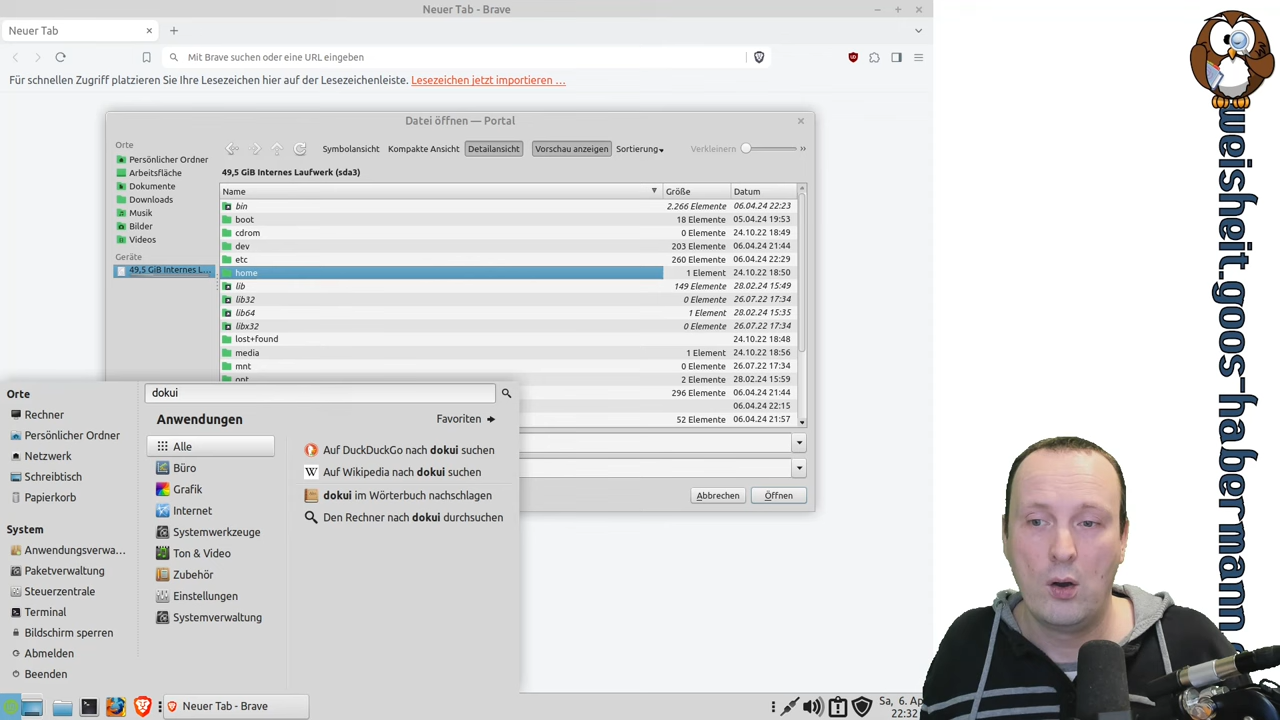 Neuer Tab - Brave
Neuer Tab
Mit Brave suchen oder eine URL eingeben
Für schnellen Zugriff platzieren Sie Ihre Lesezeichen hier auf der Lesezeichenleiste. Lesezeichen jetzt importieren …
Datei öffnen — Portal
Orte
Persönlicher Ordner
Arbeitsfläche
Dokumente
Downloads
Musik
Bilder
Videos
Geräte
49,5 GiB Internes L...
Symbolansicht Kompakte Ansicht Detailansicht Vorschau anzeigen Sortierung Verkleinern »
49,5 GiB Internes Laufwerk (sda3)
Name Größe Datum
bin 2.266 Elemente 06.04.24 22:23
boot 18 Elemente 05.04.24 19:53
cdrom 0 Elemente 24.10.22 18:49
dev 203 Elemente 06.04.24 21:44
etc 260 Elemente 06.04.24 22:29
home 1 Element 24.10.22 18:50
lib 149 Elemente 28.02.24 15:49
lib32 0 Elemente 26.07.22 17:34
lib64 1 Element 28.02.24 15:35
libx32 0 Elemente 26.07.22 17:34
lost+found 24.10.22 18:48
media 1 Element 24.10.22 18:56
mnt 0 Elemente 26.07.22 17:34
opt 2 Elemente 28.02.24 15:59
296 Elemente 06.04.24 21:44
06.04.24 22:15
52 Elemente 06.04.24 21:57
Abbrechen Öffnen
Orte
Rechner
Persönlicher Ordner
Netzwerk
Schreibtisch
Papierkorb
System
Anwendungsverwa...
Paketverwaltung
Steuerzentrale
Terminal
Bildschirm sperren
Abmelden
Beenden
dokui
Anwendungen Favoriten
Alle
Büro
Grafik
Internet
Systemwerkzeuge
Ton & Video
Zubehör
Einstellungen
Systemverwaltung
Auf DuckDuckGo nach dokui suchen
W Auf Wikipedia nach dokui suchen
dokui im Wörterbuch nachschlagen
Den Rechner nach dokui durchsuchen
Neuer Tab - Brave
Sa, 6. Ap
22:32
weisheit.goos-habermann.